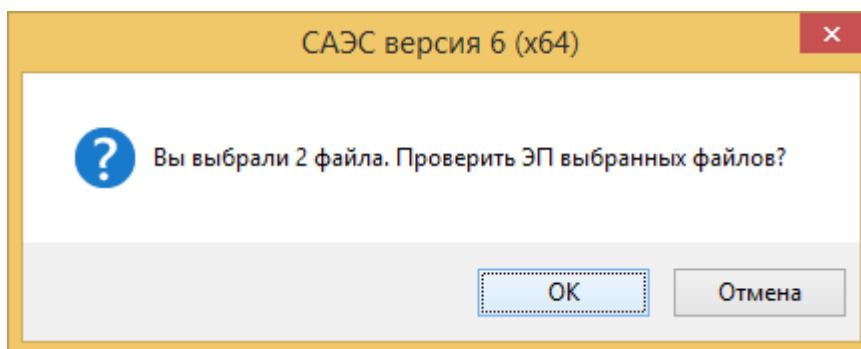 САЭС версия 6 (x64)
Вы выбрали 2 файла. Проверить ЭП выбранных файлов?
OK
Отмена